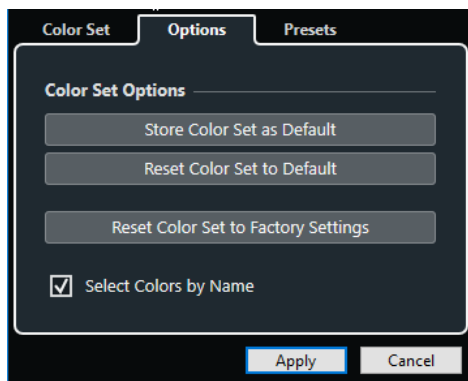 Color Set Options Presets
Color Set Options
Store Color Set as Default
Reset Color Set to Default
Reset Color Set to Factory Settings
Select Colors by Name
Apply Cancel